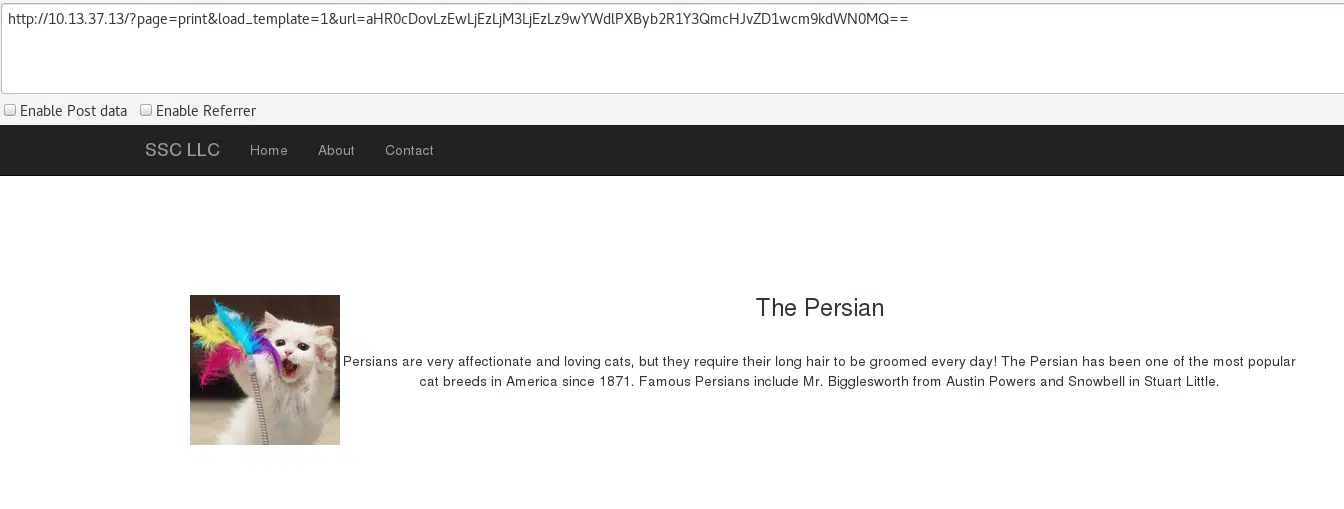 http://10.13.37.13/?page=print&load_template=1&url=aHR0cDovLzEwLjEzLjM3LjEzLz9wYWdlPXByb2R1Y3QmcHJvZD1wcm9kdWN0MQ==
Enable Post data Enable Referrer
SSC LLC Home About Contact
The Persian
Persians are very affectionate and loving cats, but they require their long hair to be groomed every day! The Persian has been one of the most popular
cat breeds in America since 1871. Famous Persians include Mr. Bigglesworth from Austin Powers and Snowbell in Stuart Little.